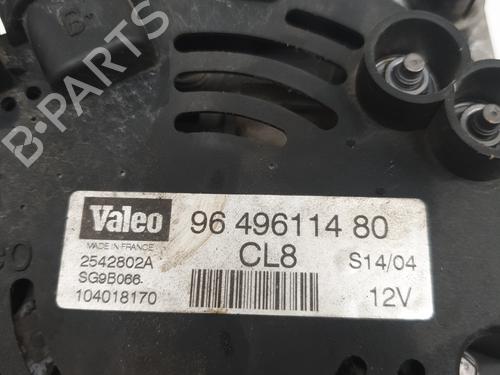 B+
B-PARTS
Valeo
MADE IN FRANCE
2542802A
SG9B066
104018170
96 496114 80
CL8
S14/04
12V